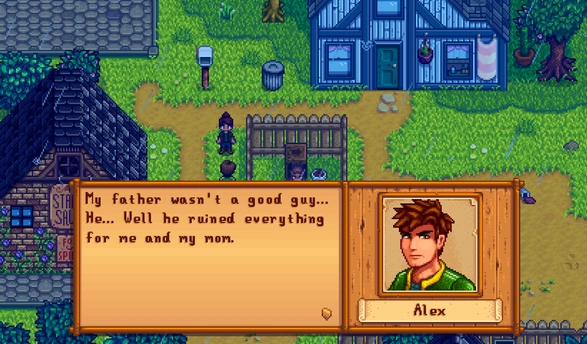 My father wasn't a good guy...
He... Well he ruined everything
for me and my mom.
Alex